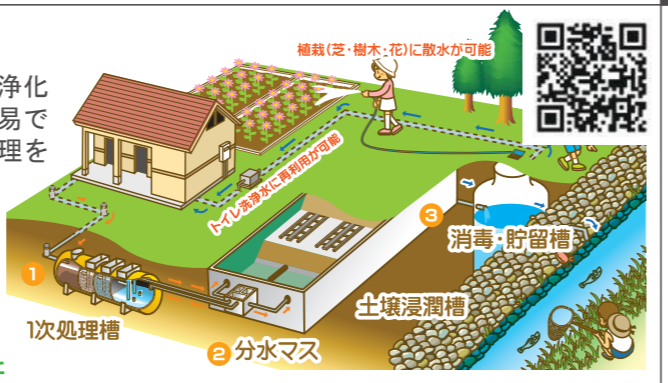 浄化
易で
理を
植栽(芝・樹木・花)に散水が可能
トイレ洗浄水に再利用が可能
3
消毒・貯留槽
土壌浸潤槽
1
1次処理槽
2 分水マス